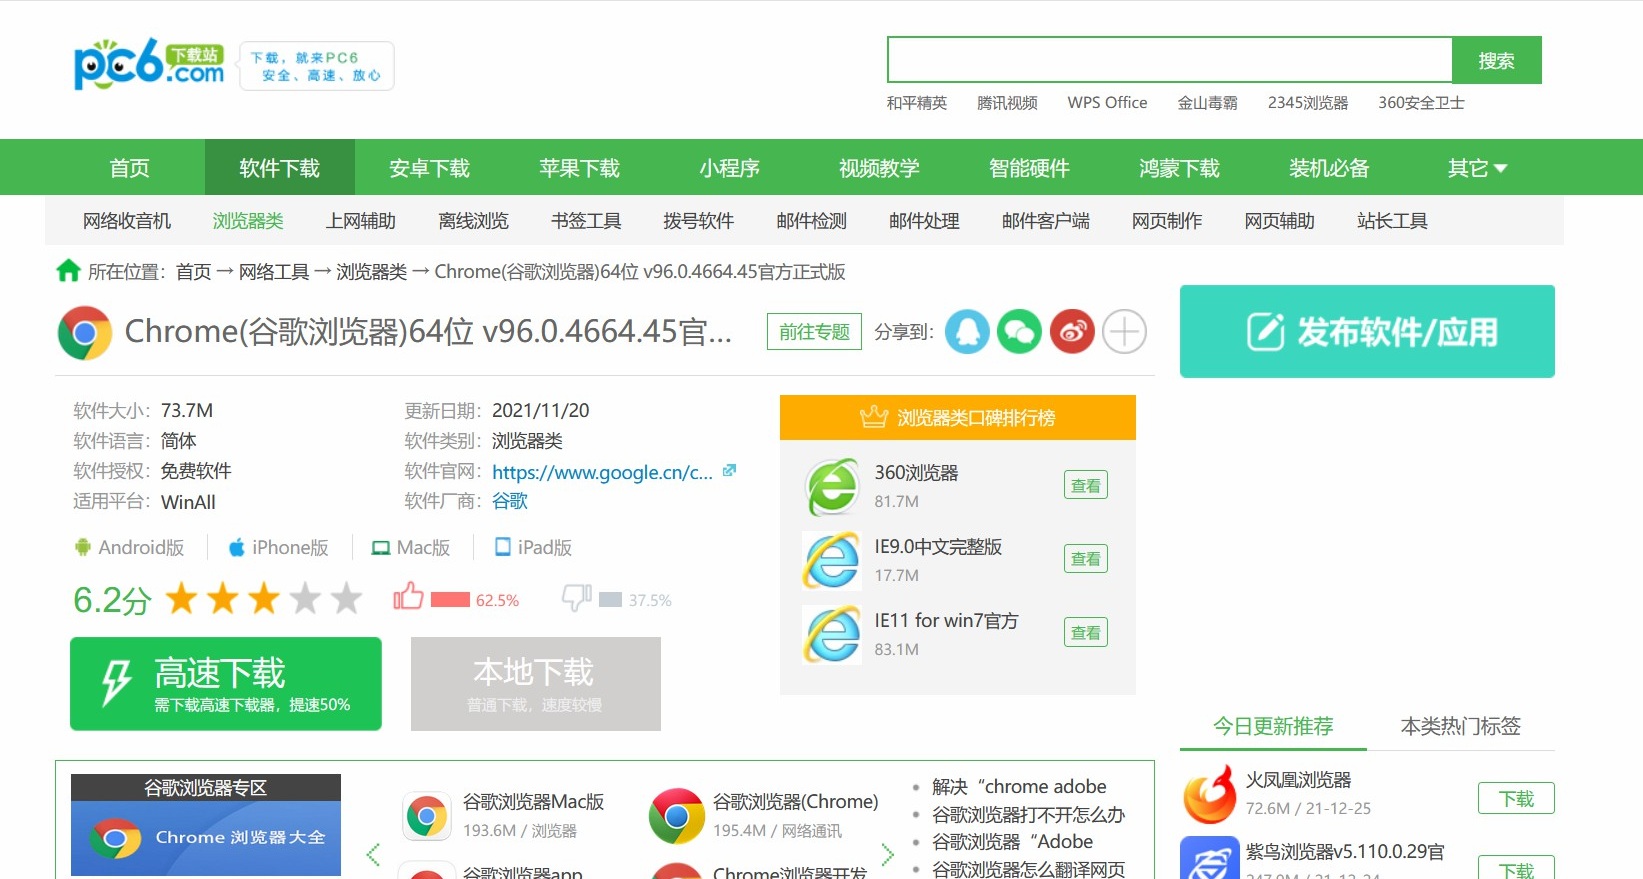 pc6.com 下载站
下载，就来PC6
安全、高速、放心
搜索
和平精英 腾讯视频 WPS Office 金山毒霸 2345浏览器 360安全卫士
首页 软件下载 安卓下载 苹果下载 小程序 视频教学 智能硬件 鸿蒙下载 装机必备 其它
网络收音机 浏览器类 上网辅助 离线浏览 书签工具 拨号软件 邮件检测 邮件处理 邮件客户端 网页制作 网页辅助 站长工具
所在位置：首页→网络工具→浏览器类→Chrome(谷歌浏览器)64位 v96.0.4664.45官方正式版
Chrome(谷歌浏览器)64位 v96.0.4664.45官...
前往专题 分享到：
发布软件/应用
软件大小：73.7M 更新日期：2021/11/20
软件语言：简体 软件类别：浏览器类
软件授权：免费软件 软件官网：https://www.google.cn/c...
适用平台：WinAll 软件厂商：谷歌
Android版 iPhone版 Mac版 iPad版
6.2分 62.5% 37.5%
高速下载
需下载高速下载器，提速50%
本地下载
普通下载，速度较慢
浏览器类口碑排行榜
360浏览器
81.7M
查看
IE9.0中文完整版
17.7M
查看
IE11 for win7官方
83.1M
查看
今日更新推荐 本类热门标签
火凤凰浏览器
72.6M / 21-12-25
下载
紫鸟浏览器v5.110.0.29官
247.0M / 21-12-24
下载
谷歌浏览器专区
Chrome 浏览器大全
谷歌浏览器Mac版
193.6M / 浏览器
谷歌浏览器(Chrome)
195.4M / 网络通讯
谷歌浏览器app
Chrome浏览器开发
解决“chrome adobe
谷歌浏览器打不开怎么办
谷歌浏览器“Adobe
谷歌浏览器怎么翻译网页